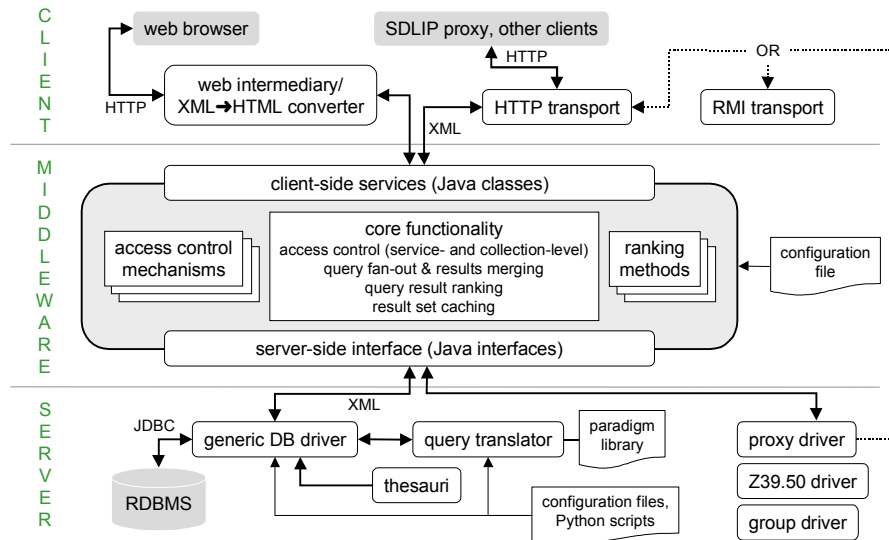 CLIENT
web browser
SDLIP proxy, other clients
HTTP
OR
web intermediary/
XML➔HTML converter
HTTP
HTTP transport
RMI transport
XML
MIDDLEWARE
client-side services (Java classes)
access control
mechanisms
core functionality
access control (service- and collection-level)
query fan-out & results merging
query result ranking
result set caching
ranking
methods
configuration
file
server-side interface (Java interfaces)
SERVER
XML
JDBC
generic DB driver
query translator
paradigm
library
proxy driver
RDBMS
thesauri
Z39.50 driver
configuration files,
Python scripts
group driver